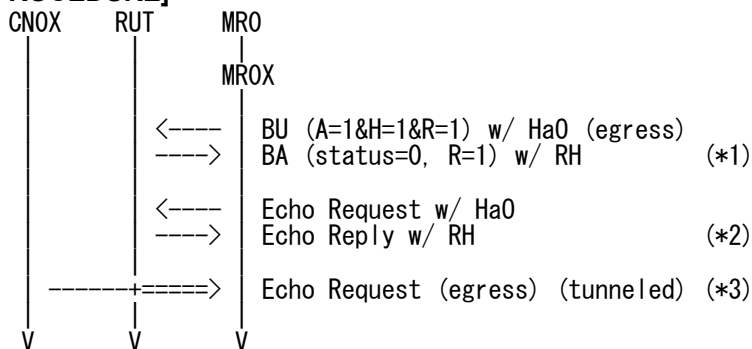 CNOX RUT MRO
| | |
| | MROX
| | |
| | <---- | BU (A=1&H=1&R=1) w/ HaO (egress)
| | ----> | BA (status=0, R=1) w/ RH (*1)
| | |
| | <---- | Echo Request w/ HaO
| | ----> | Echo Reply w/ RH (*2)
| | |
| ------+=====> | Echo Request (egress) (tunneled) (*3)
| | |
V V V